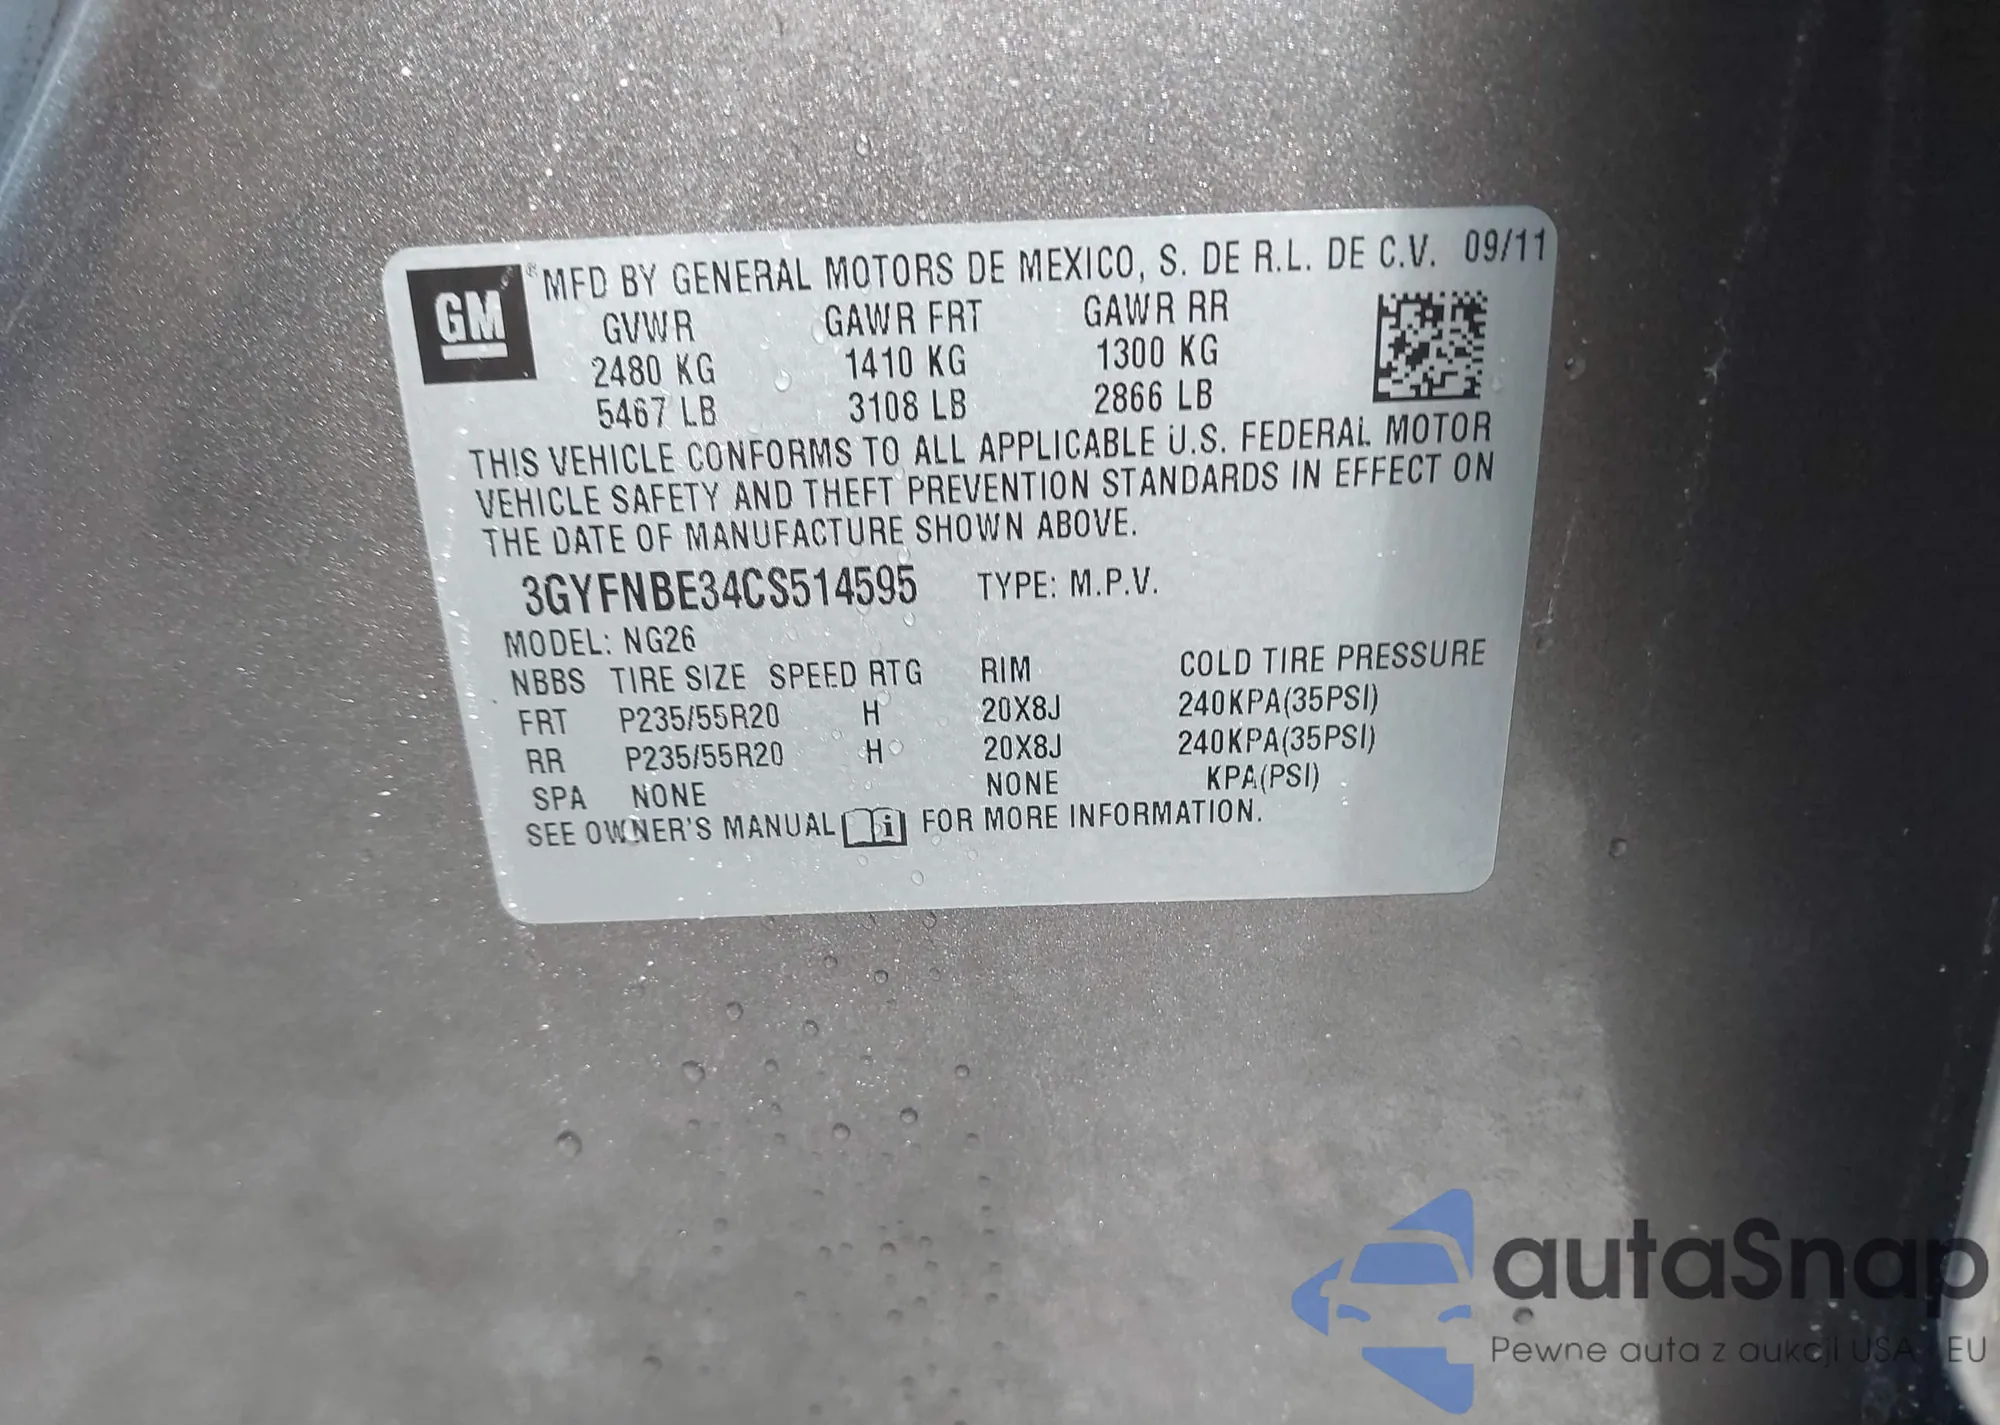 GM ® MFD BY GENERAL MOTORS DE MEXICO, S. DE R.L. DE C.V. 09/11
GVWR GAWR FRT GAWR RR
2480 KG 1410 KG 1300 KG
5467 LB 3108 LB 2866 LB
THIS VEHICLE CONFORMS TO ALL APPLICABLE U.S. FEDERAL MOTOR
VEHICLE SAFETY AND THEFT PREVENTION STANDARDS IN EFFECT ON
THE DATE OF MANUFACTURE SHOWN ABOVE.
3GYFNBE34CS514595 TYPE: M.P.V.
MODEL: NG26
NBBS TIRE SIZE SPEED RTG RIM COLD TIRE PRESSURE
FRT P235/55R20 H 20X8J 240KPA(35PSI)
RR P235/55R20 H 20X8J 240KPA(35PSI)
SPA NONE NONE KPA(PSI)
SEE OWNER'S MANUAL i FOR MORE INFORMATION.
autaSnap
Pewne auta z aukcji USA EU